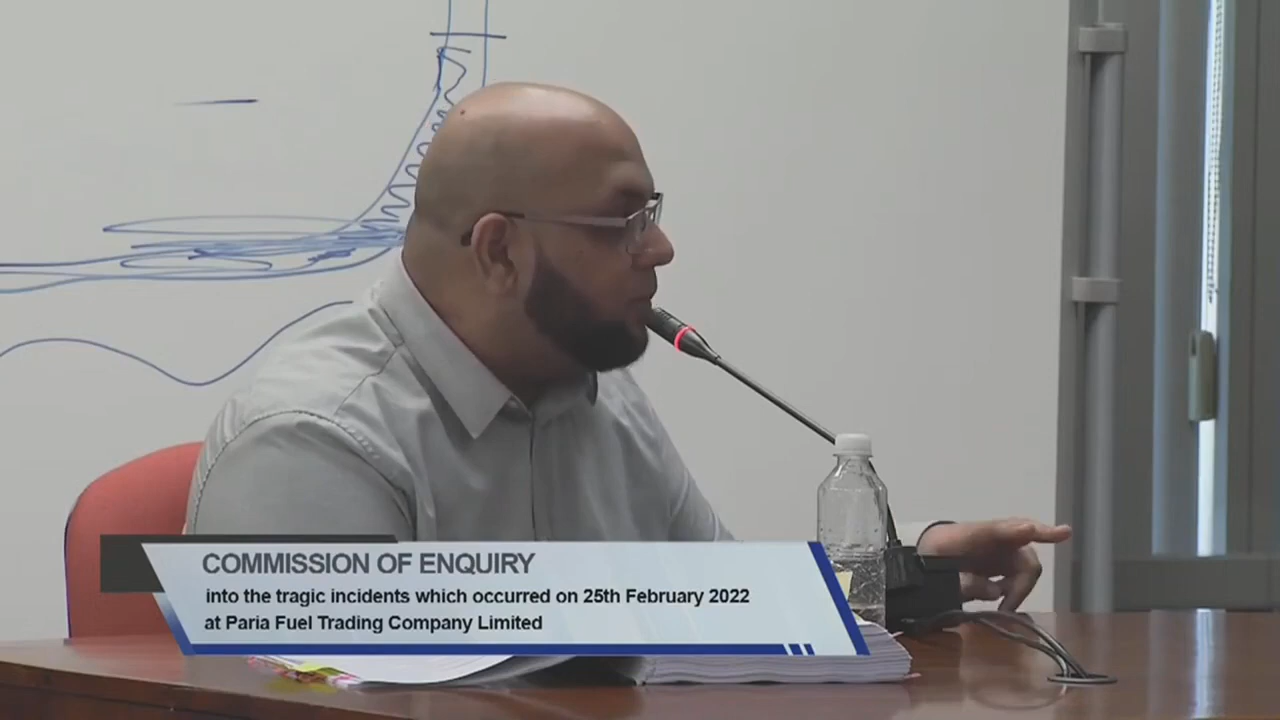 COMMISSION OF ENQUIRY
into the tragic incidents which occurred on 25th February 2022
at Paria Fuel Trading Company Limited